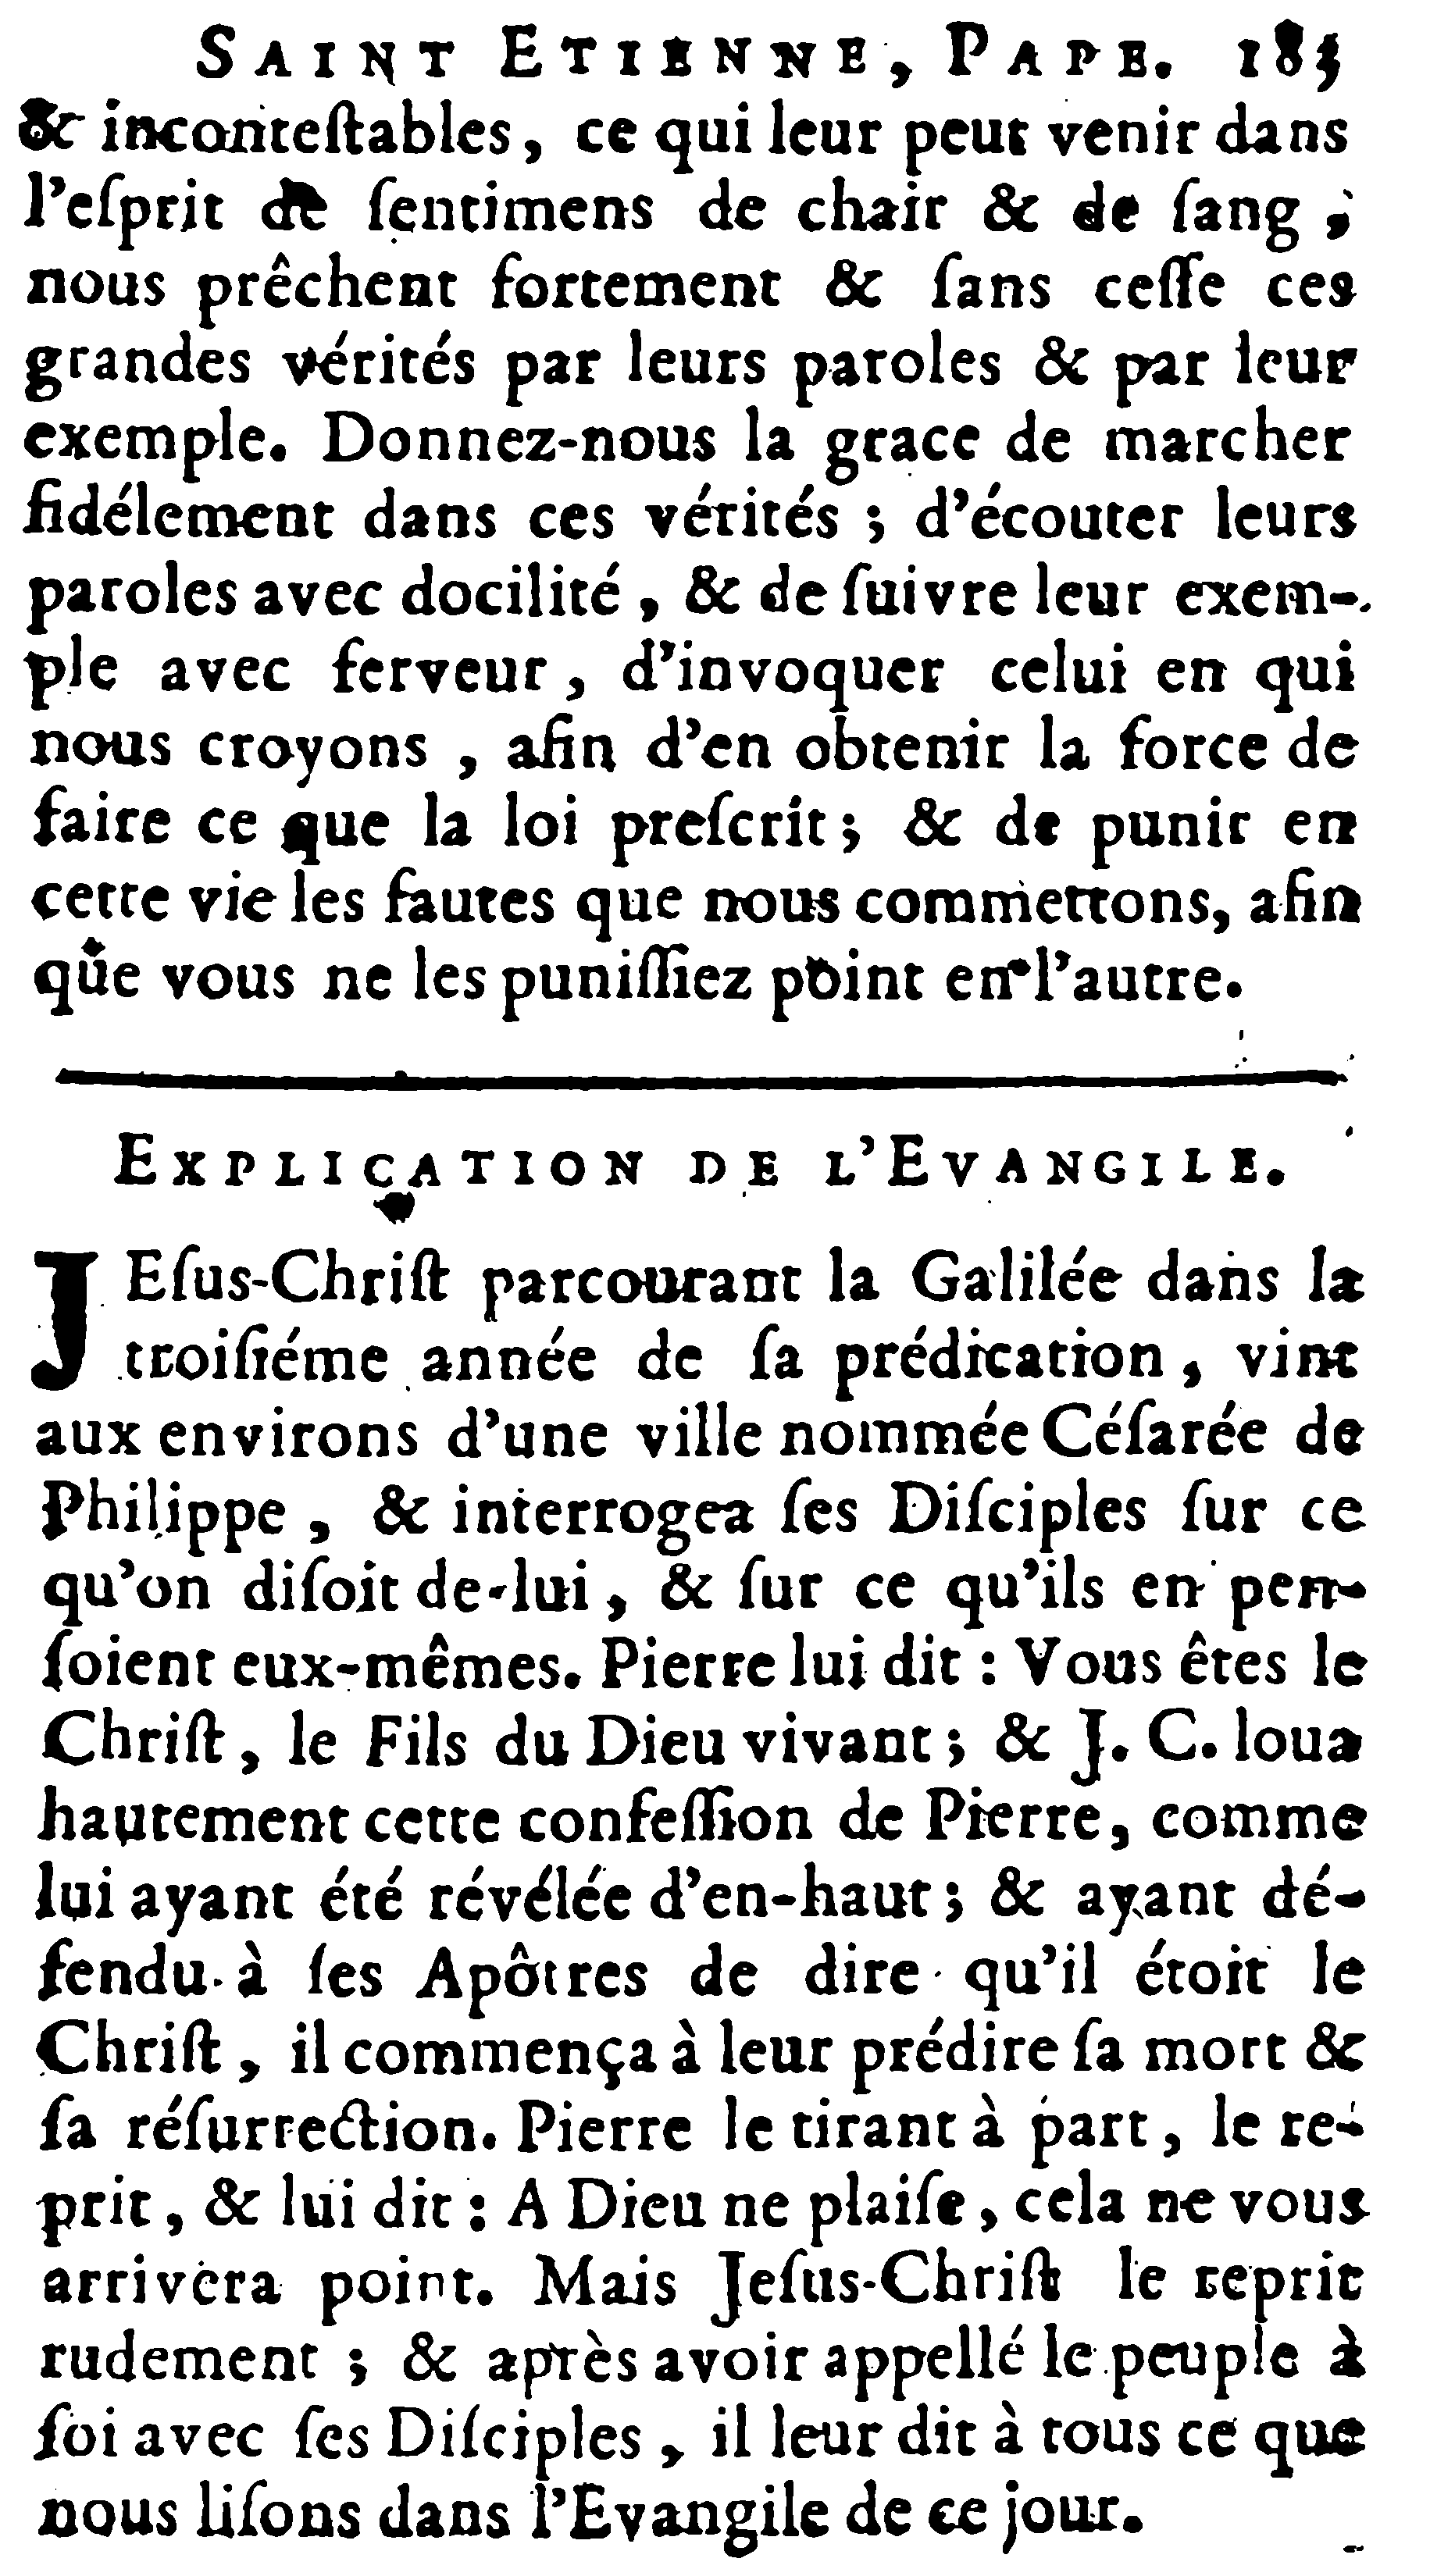 SAINT ETIENNE, PAPE. 185
& inconteſtables, ce qui leur peut venir dans
l'eſprit de ſentimens de chair & de ſang,
nous prêchent fortement & ſans ceſſe ces
grandes vérités par leurs paroles & par leur
exemple. Donnez-nous la grace de marcher
fidélement dans ces vérités ; d'écouter leurs
paroles avec docilité, & de ſuivre leur exem-
ple avec ferveur, d'invoquer celui en qui
nous croyons, afin d'en obtenir la force de
faire ce que la loi preſcrit; & de punir en
cette vie les fautes que nous commettons, afin
que vous ne les puniſſiez point en l'autre.
EXPLICATION DE L'EVANGILE.
JEſus-Chriſt parcourant la Galilée dans la
troiſiéme année de ſa prédication, vint
aux environs d'une ville nommée Céſarée de
Philippe, & interrogea ſes Diſciples ſur ce
qu'on diſoit de-lui, & ſur ce qu'ils en pen-
ſoient eux-mêmes. Pierre lui dit : Vous êtes le
Chriſt, le Fils du Dieu vivant ; & J. C. loua
hautement cette confeſſion de Pierre, comme
lui ayant été révélée d'en-haut ; & ayant dé-
fendu à ſes Apôtres de dire qu'il étoit le
Chriſt, il commença à leur prédire ſa mort &
ſa réſurrection. Pierre le tirant à part, le re-
prit, & lui dit : A Dieu ne plaiſe, cela ne vous
arrivera point. Mais Jeſus-Chriſt le reprit
rudement ; & après avoir appellé le peuple à
ſoi avec ſes Diſciples, il leur dit à tous ce que
nous liſons dans l'Evangile de ce jour.